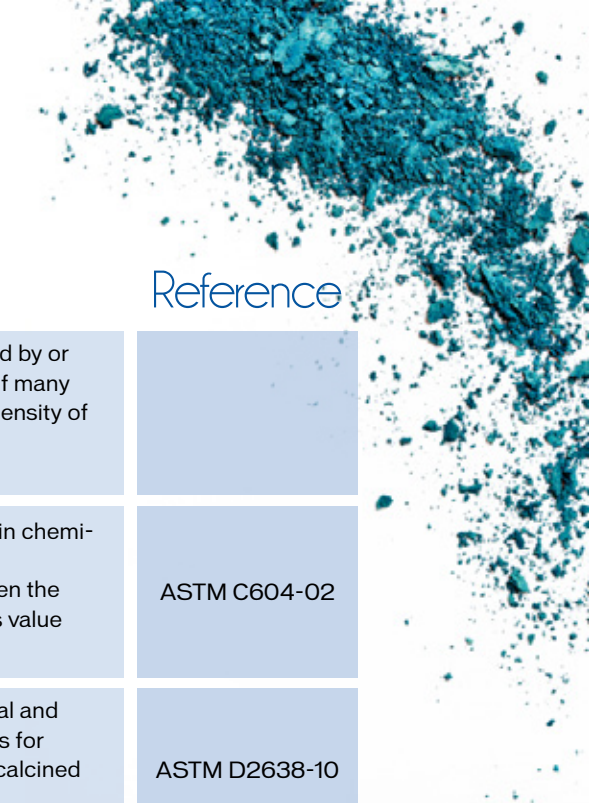 Reference
d by or
f many
ensity of
in chemi-
en the
s value
ASTM C604-02
al and
s for
calcined
ASTM D2638-10